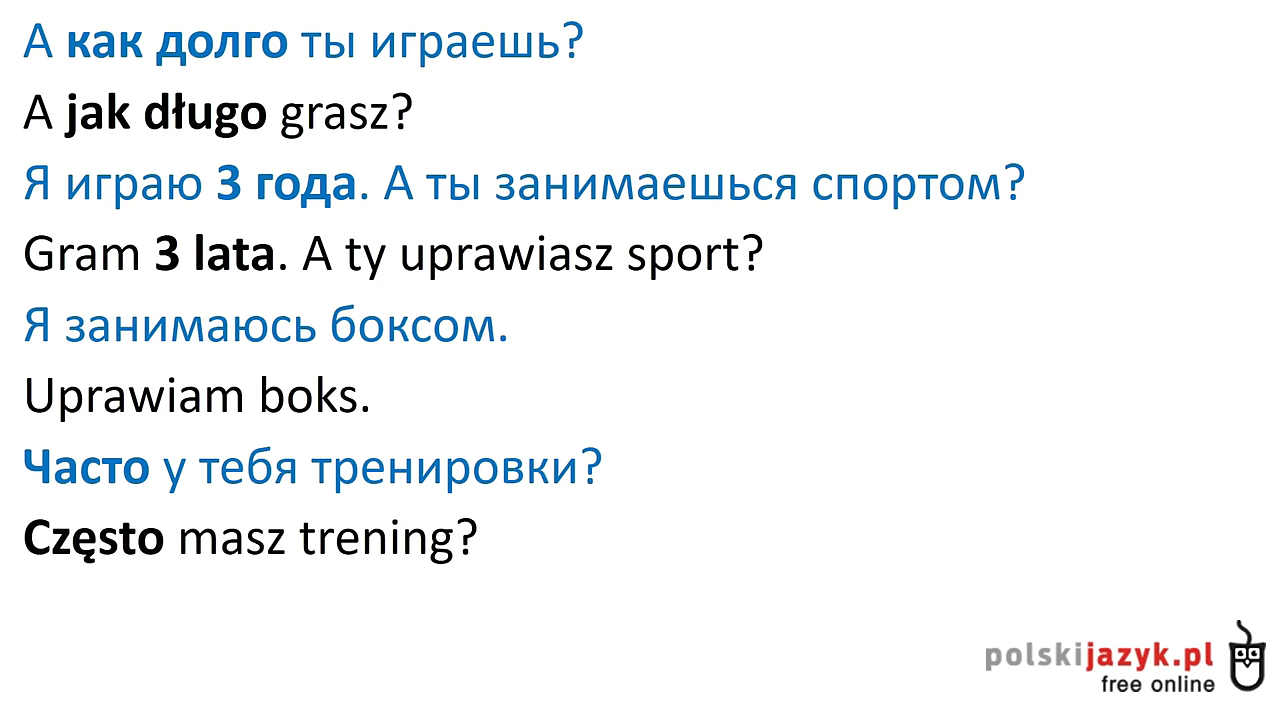 А как долго ты играешь?
A jak długo grasz?
Я играю 3 года. А ты занимаешься спортом?
Gram 3 lata. A ty uprawiasz sport?
Я занимаюсь боксом.
Uprawiam boks.
Часто у тебя тренировки?
Często masz trening?
polskijazyk.pl
free online